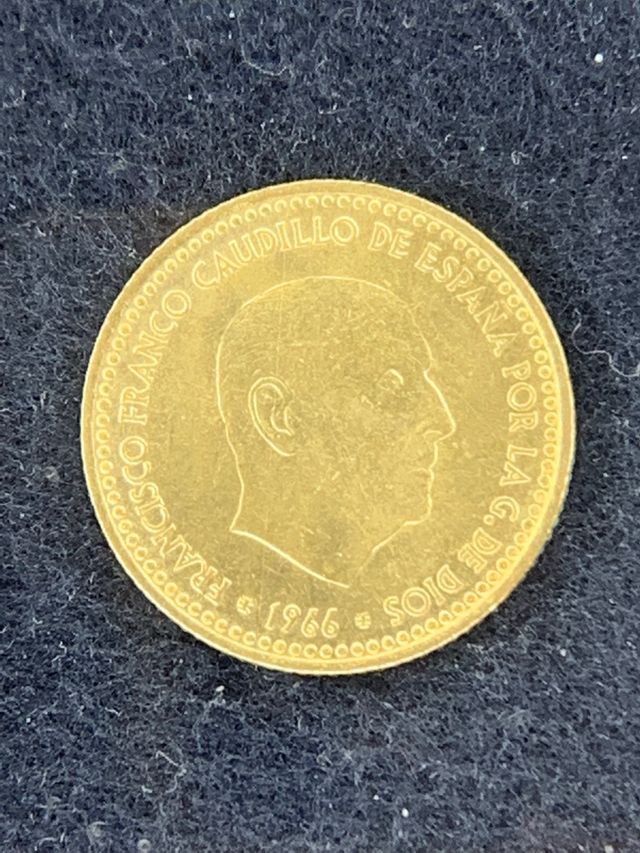 FRANCISCO FRANCO CAUDILLO DE ESPAÑA POR LA G. DE DIOS
1966